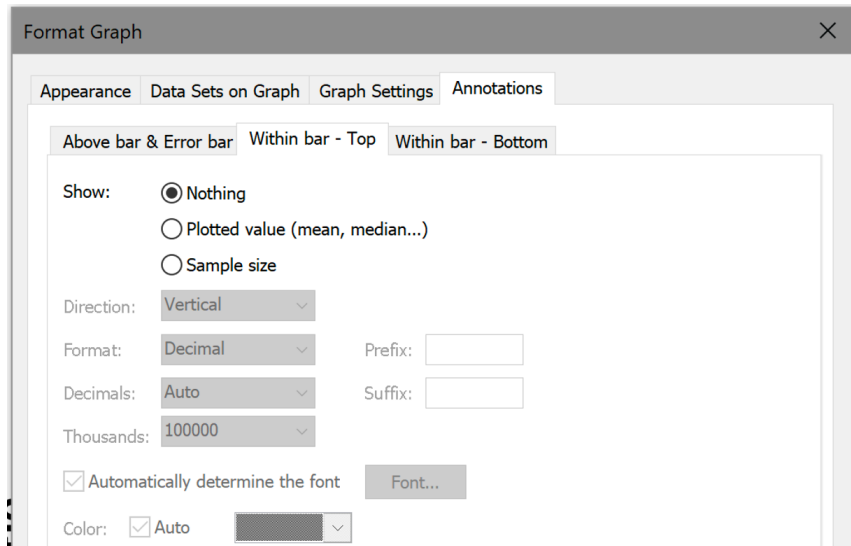 Format Graph
Appearance Data Sets on Graph Graph Settings Annotations
Above bar & Error bar Within bar - Top Within bar - Bottom
Show: Nothing
Plotted value (mean, median...)
Sample size
Direction: Vertical
Format: Decimal Prefix:
Decimals: Auto Suffix:
Thousands: 100000
Automatically determine the font Font...
Color: Auto